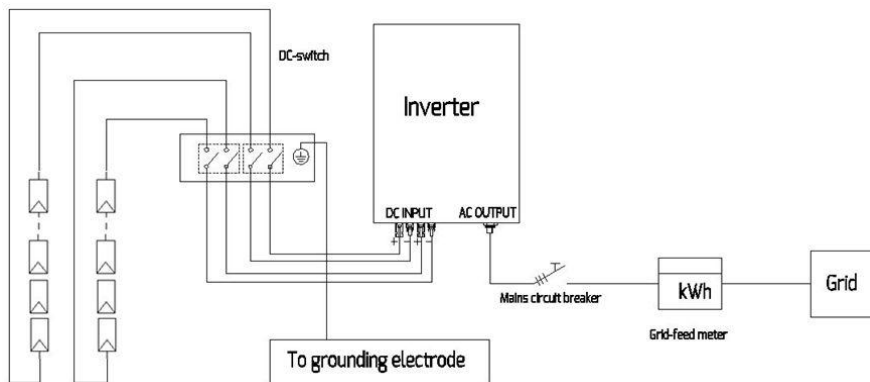 DC-switch
Inverter
DC INPUT
AC OUTPUT
+ - + -
Mains circuit breaker
kWh
Grid-feed meter
Grid
To grounding electrode